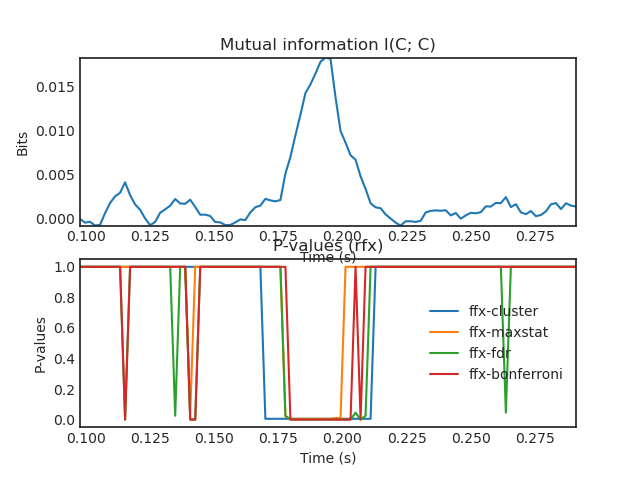 Mutual information I(C; C)
Bits
0.015
0.010
0.005
0.000
0.100 0.125 0.150 0.175 0.200 0.225 0.250 0.275
Time (s)
P-values (rfx)
P-values
1.0
0.8
0.6
0.4
0.2
0.0
ffx-cluster
ffx-maxstat
ffx-fdr
ffx-bonferroni
0.100 0.125 0.150 0.175 0.200 0.225 0.250 0.275
Time (s)